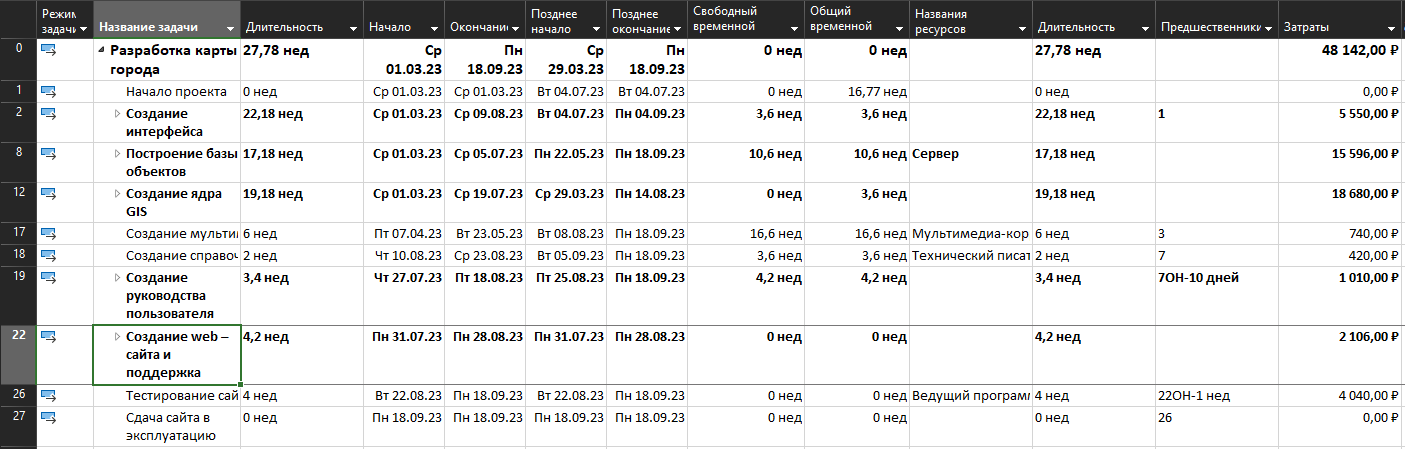 Режим задачи Название задачи Длительность Начало Окончание Позднее начало Позднее окончание Свободный временной Общий временной Названия ресурсов Длительность Предшественники Затраты
0 Разработка карты города 27,78 нед Ср 01.03.23 Пн 18.09.23 Ср 29.03.23 Пн 18.09.23 0 нед 0 нед 27,78 нед 48 142,00 ₽
1 Начало проекта 0 нед Ср 01.03.23 Ср 01.03.23 Вт 04.07.23 Вт 04.07.23 0 нед 16,77 нед 0 нед 0,00 ₽
2 Создание интерфейса 22,18 нед Ср 01.03.23 Ср 09.08.23 Вт 04.07.23 Пн 04.09.23 3,6 нед 3,6 нед 22,18 нед 1 5 550,00 ₽
8 Построение базы объектов 17,18 нед Ср 01.03.23 Ср 05.07.23 Пн 22.05.23 Пн 18.09.23 10,6 нед 10,6 нед Сервер 17,18 нед 15 596,00 ₽
12 Создание ядра GIS 19,18 нед Ср 01.03.23 Ср 19.07.23 Ср 29.03.23 Пн 14.08.23 0 нед 3,6 нед 19,18 нед 18 680,00 ₽
17 Создание мультим 6 нед Пт 07.04.23 Вт 23.05.23 Вт 08.08.23 Пн 18.09.23 16,6 нед 16,6 нед Мультимедиа-кор 6 нед 3 740,00 ₽
18 Создание справоч 2 нед Чт 10.08.23 Ср 23.08.23 Вт 05.09.23 Пн 18.09.23 3,6 нед 3,6 нед Технический писат 2 нед 7 420,00 ₽
19 Создание руководства пользователя 3,4 нед Чт 27.07.23 Пт 18.08.23 Пт 25.08.23 Пн 18.09.23 4,2 нед 4,2 нед 3,4 нед 7ОН-10 дней 1 010,00 ₽
22 Создание web – сайта и поддержка 4,2 нед Пн 31.07.23 Пн 28.08.23 Пн 31.07.23 Пн 28.08.23 0 нед 0 нед 4,2 нед 2 106,00 ₽
26 Тестирование сай 4 нед Вт 22.08.23 Пн 18.09.23 Вт 22.08.23 Пн 18.09.23 0 нед 0 нед Ведущий програм 4 нед 22ОН-1 нед 4 040,00 ₽
27 Сдача сайта в эксплуатацию 0 нед Пн 18.09.23 Пн 18.09.23 Пн 18.09.23 Пн 18.09.23 0 нед 0 нед 0 нед 26 0,00 ₽